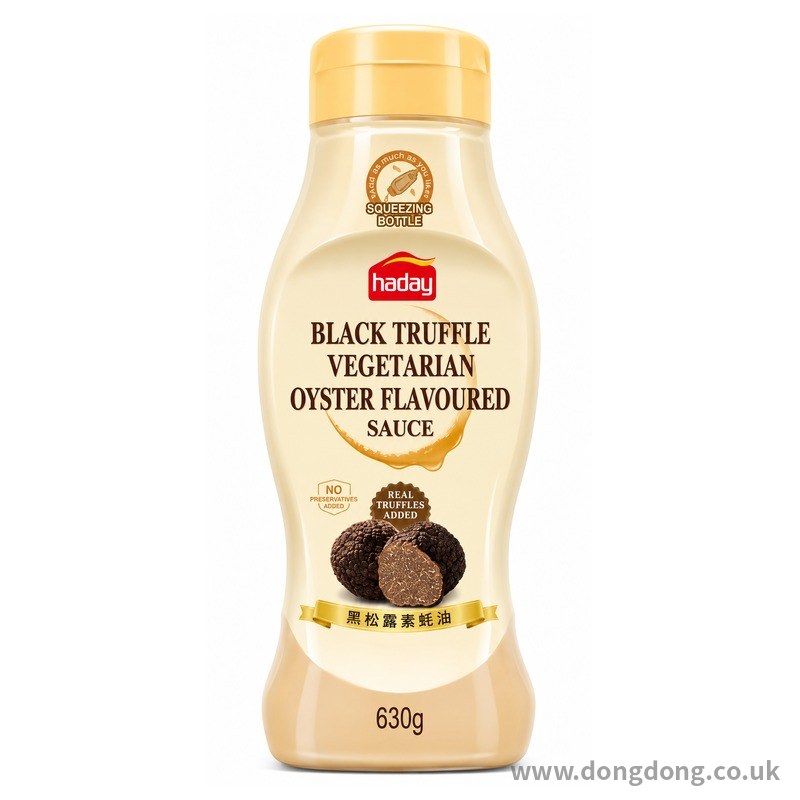 Add as much as you like
SQUEEZING
BOTTLE
haday
BLACK TRUFFLE
VEGETARIAN
OYSTER FLAVOURED
SAUCE
NO
PRESERVATIVES
ADDED
REAL
TRUFFLES
ADDED
黑松露素蚝油
630g
www.dongdong.co.uk